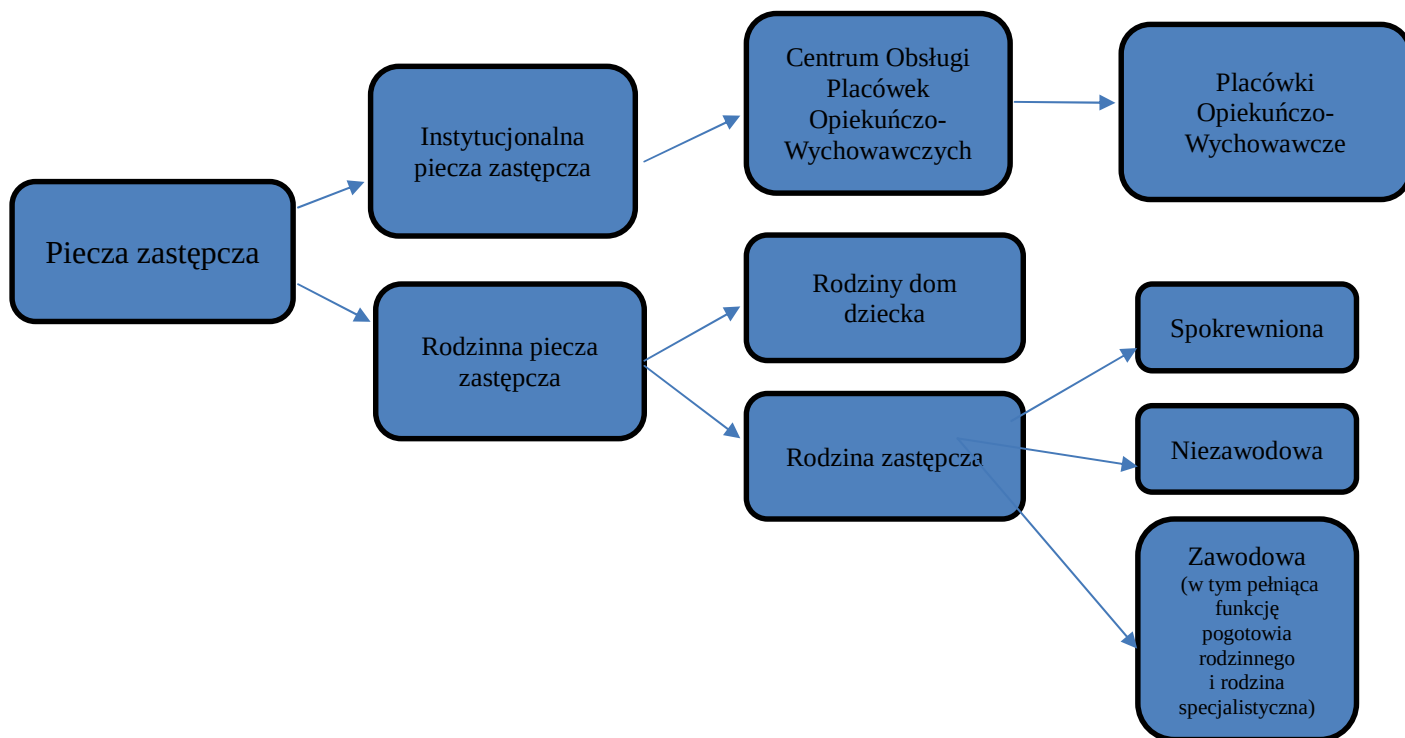 Piecza zastępcza
Instytucjonalna
piecza zastępcza
Centrum Obsługi
Placówek
Opiekuńczo-
Wychowawczych
Placówki
Opiekuńczo-
Wychowawcze
Rodzinna piecza
zastępcza
Rodziny dom
dziecka
Rodzina zastępcza
Spokrewniona
Niezawodowa
Zawodowa
(w tym pełniąca
funkcję
pogotowia
rodzinnego
i rodzina
specjalistyczna)